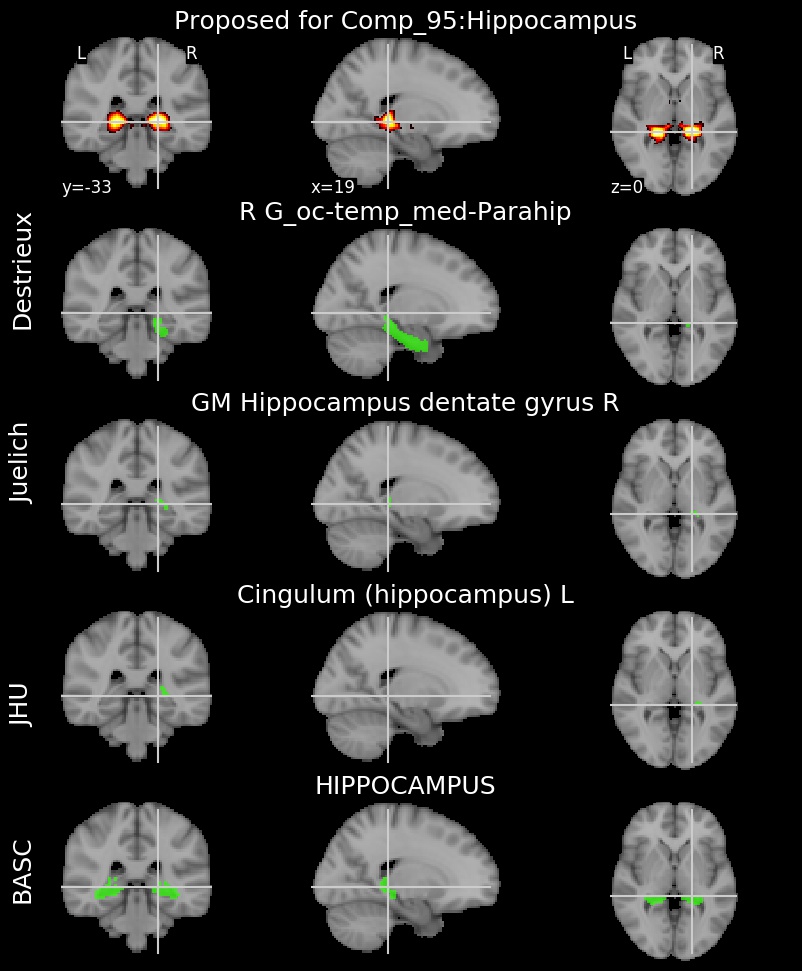 Proposed for Comp_95:Hippocampus
L R L R
y=-33 x=19 z=0
Destrieux
R G_oc-temp_med-Parahip
Juelich
GM Hippocampus dentate gyrus R
JHU
Cingulum (hippocampus) L
BASC
HIPPOCAMPUS